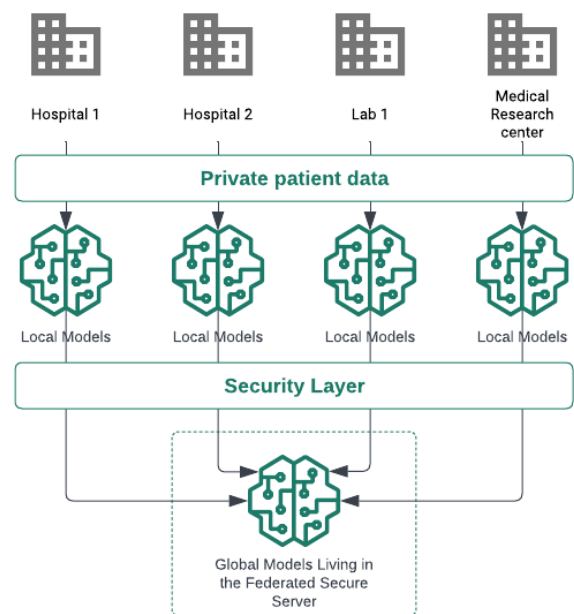 Hospital 1
Hospital 2
Lab 1
Medical
Research
center
Private patient data
Local Models
Local Models
Local Models
Local Models
Security Layer
Global Models Living in
the Federated Secure
Server